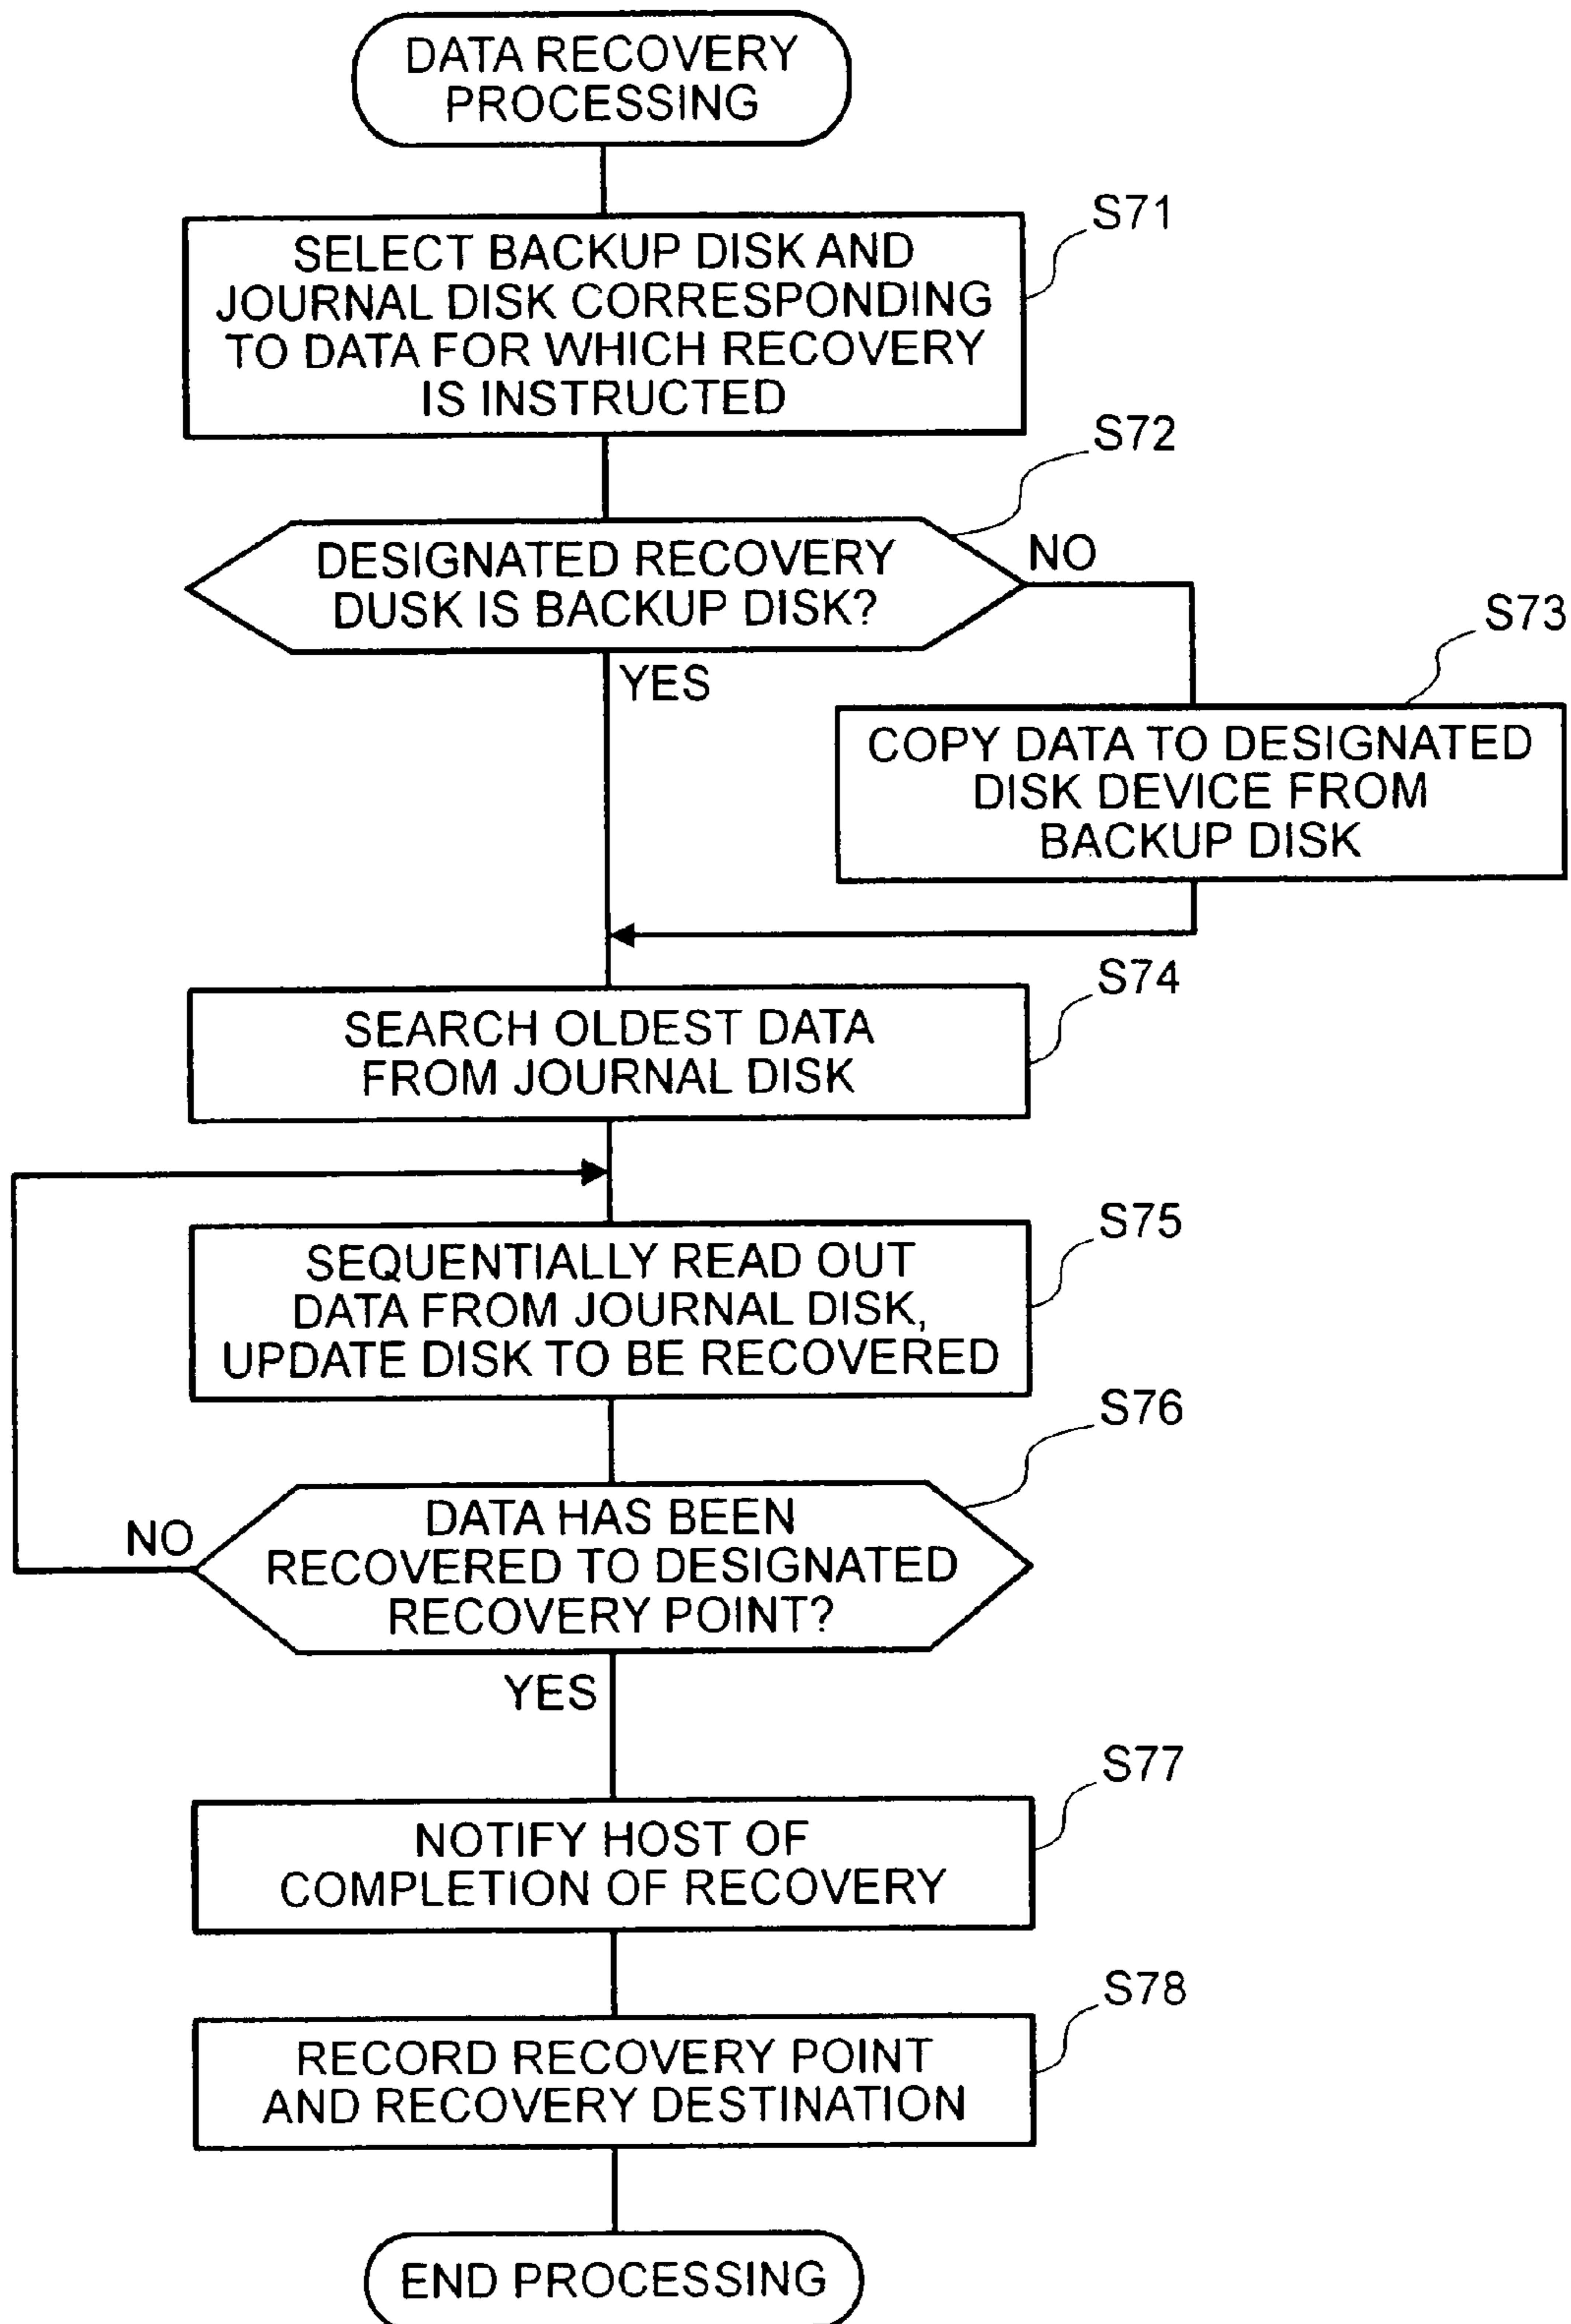 DATA RECOVERY
PROCESSING
S71
SELECT BACKUP DISK AND
JOURNAL DISK CORRESPONDING
TO DATA FOR WHICH RECOVERY
IS INSTRUCTED
S72
DESIGNATED RECOVERY
DUSK IS BACKUP DISK?
NO
YES
S73
COPY DATA TO DESIGNATED
DISK DEVICE FROM
BACKUP DISK
S74
SEARCH OLDEST DATA
FROM JOURNAL DISK
S75
SEQUENTIALLY READ OUT
DATA FROM JOURNAL DISK,
UPDATE DISK TO BE RECOVERED
S76
DATA HAS BEEN
RECOVERED TO DESIGNATED
RECOVERY POINT?
NO
YES
S77
NOTIFY HOST OF
COMPLETION OF RECOVERY
S78
RECORD RECOVERY POINT
AND RECOVERY DESTINATION
END PROCESSING